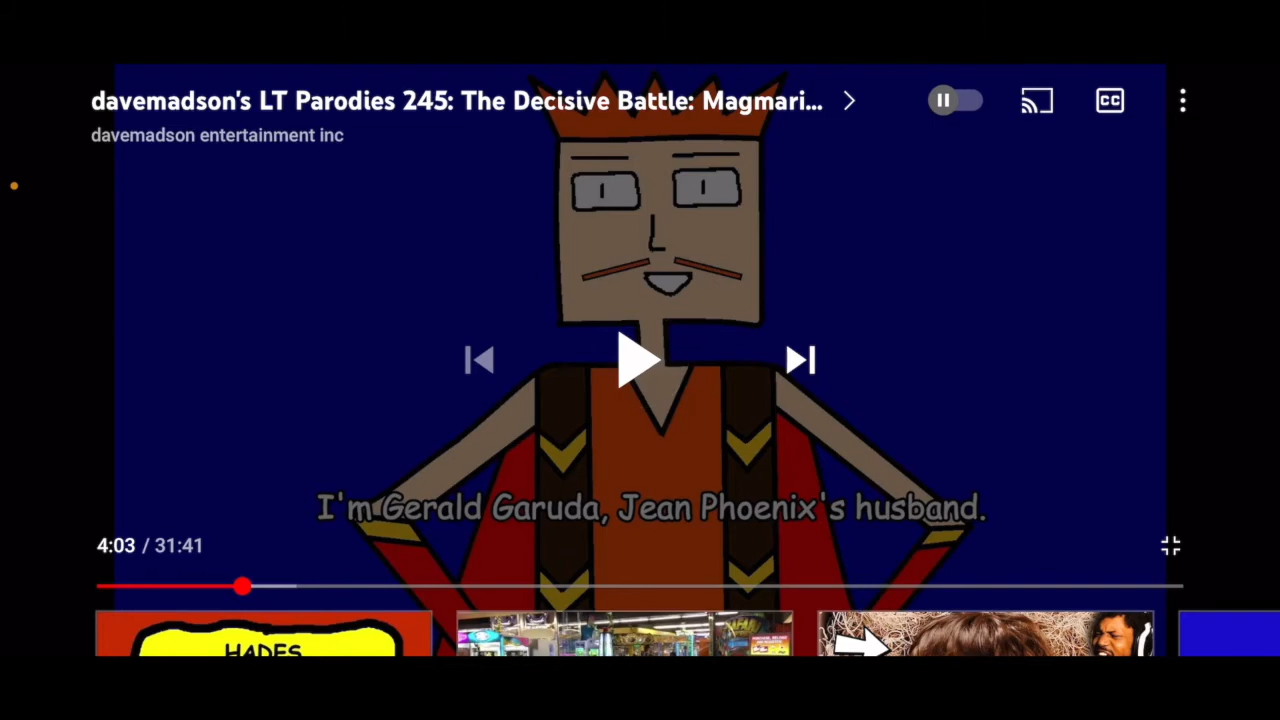 davemadson's LT Parodies 245: The Decisive Battle: Magmari...
CC
davemadson entertainment inc
I'm Gerald Garuda, Jean Phoenix's husband.
4:03 / 31:41
HADES